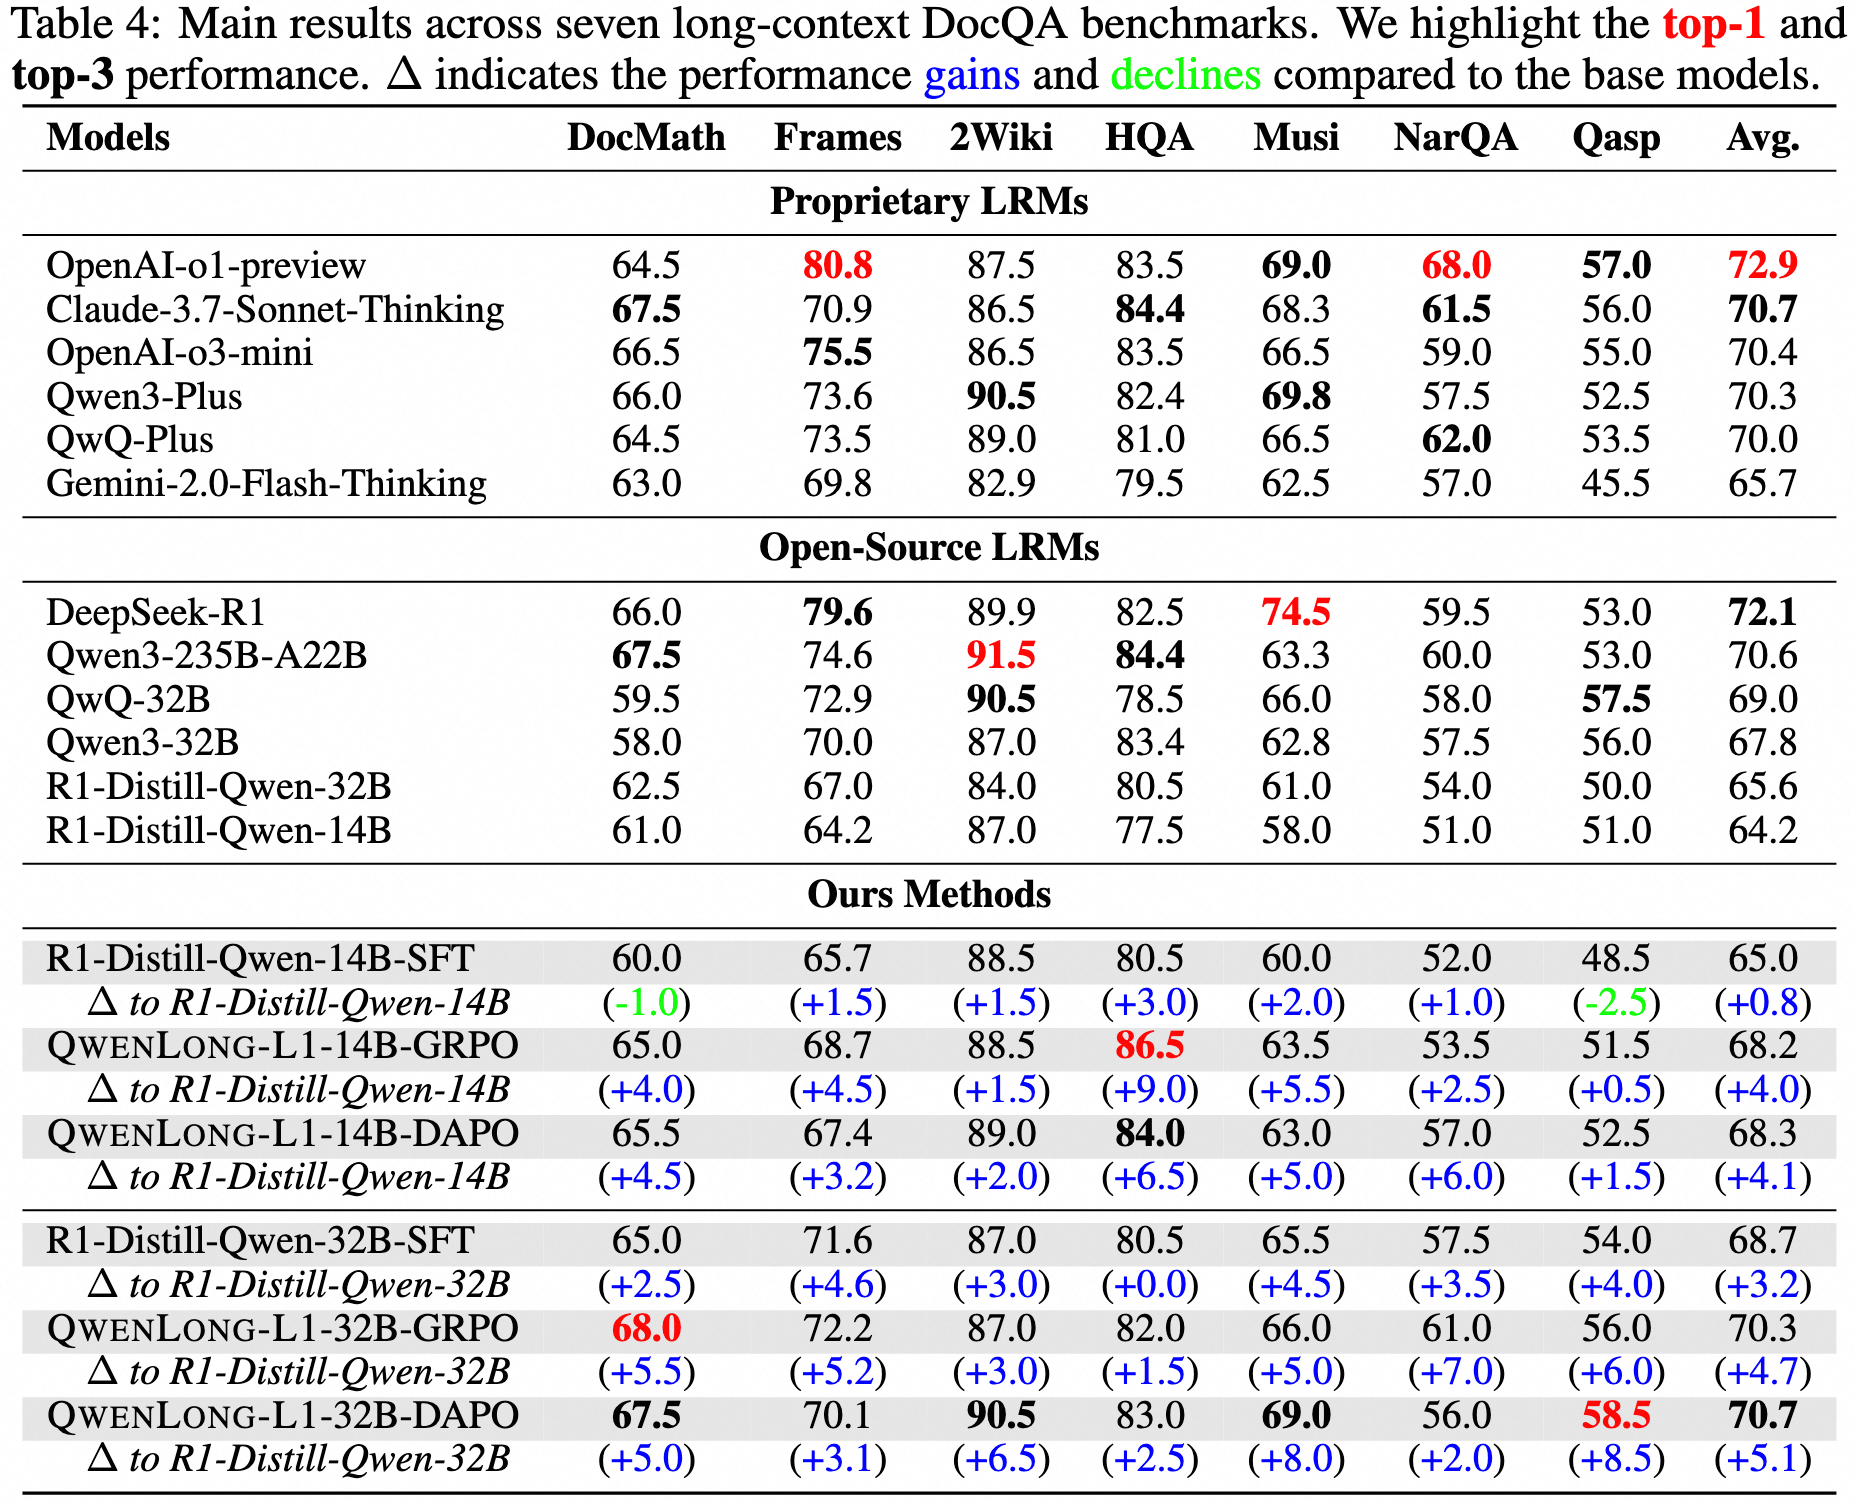 Table 4: Main results across seven long-context DocQA benchmarks. We highlight the top-1 and
top-3 performance. Δ indicates the performance gains and declines compared to the base models.
Models DocMath Frames 2Wiki HQA Musi NarQA Qasp Avg.
Proprietary LRMs
OpenAI-o1-preview 64.5 80.8 87.5 83.5 69.0 68.0 57.0 72.9
Claude-3.7-Sonnet-Thinking 67.5 70.9 86.5 84.4 68.3 61.5 56.0 70.7
OpenAI-o3-mini 66.5 75.5 86.5 83.5 66.5 59.0 55.0 70.4
Qwen3-Plus 66.0 73.6 90.5 82.4 69.8 57.5 52.5 70.3
QwQ-Plus 64.5 73.5 89.0 81.0 66.5 62.0 53.5 70.0
Gemini-2.0-Flash-Thinking 63.0 69.8 82.9 79.5 62.5 57.0 45.5 65.7
Open-Source LRMs
DeepSeek-R1 66.0 79.6 89.9 82.5 74.5 59.5 53.0 72.1
Qwen3-235B-A22B 67.5 74.6 91.5 84.4 63.3 60.0 53.0 70.6
QwQ-32B 59.5 72.9 90.5 78.5 66.0 58.0 57.5 69.0
Qwen3-32B 58.0 70.0 87.0 83.4 62.8 57.5 56.0 67.8
R1-Distill-Qwen-32B 62.5 67.0 84.0 80.5 61.0 54.0 50.0 65.6
R1-Distill-Qwen-14B 61.0 64.2 87.0 77.5 58.0 51.0 51.0 64.2
Ours Methods
R1-Distill-Qwen-14B-SFT 60.0 65.7 88.5 80.5 60.0 52.0 48.5 65.0
Δ to R1-Distill-Qwen-14B (-1.0) (+1.5) (+1.5) (+3.0) (+2.0) (+1.0) (-2.5) (+0.8)
QWENLONG-L1-14B-GRPO 65.0 68.7 88.5 86.5 63.5 53.5 51.5 68.2
Δ to R1-Distill-Qwen-14B (+4.0) (+4.5) (+1.5) (+9.0) (+5.5) (+2.5) (+0.5) (+4.0)
QWENLONG-L1-14B-DAPO 65.5 67.4 89.0 84.0 63.0 57.0 52.5 68.3
Δ to R1-Distill-Qwen-14B (+4.5) (+3.2) (+2.0) (+6.5) (+5.0) (+6.0) (+1.5) (+4.1)
R1-Distill-Qwen-32B-SFT 65.0 71.6 87.0 80.5 65.5 57.5 54.0 68.7
Δ to R1-Distill-Qwen-32B (+2.5) (+4.6) (+3.0) (+0.0) (+4.5) (+3.5) (+4.0) (+3.2)
QWENLONG-L1-32B-GRPO 68.0 72.2 87.0 82.0 66.0 61.0 56.0 70.3
Δ to R1-Distill-Qwen-32B (+5.5) (+5.2) (+3.0) (+1.5) (+5.0) (+7.0) (+6.0) (+4.7)
QWENLONG-L1-32B-DAPO 67.5 70.1 90.5 83.0 69.0 56.0 58.5 70.7
Δ to R1-Distill-Qwen-32B (+5.0) (+3.1) (+6.5) (+2.5) (+8.0) (+2.0) (+8.5) (+5.1)